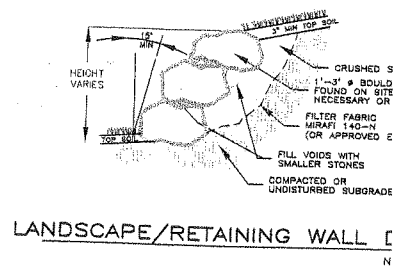 3" MIN TOP SOIL
15°
MIN
CRUSHED S
HEIGHT
VARIES
1'-3' ø BOULD
FOUND ON SITE
NECESSARY OR
FILTER FABRIC
MIRAFI 140-N
(OR APPROVED E
TOP SOIL
FILL VOIDS WITH
SMALLER STONES
COMPACTED OR
UNDISTURBED SUBGRADE
LANDSCAPE/RETAINING WALL D
N